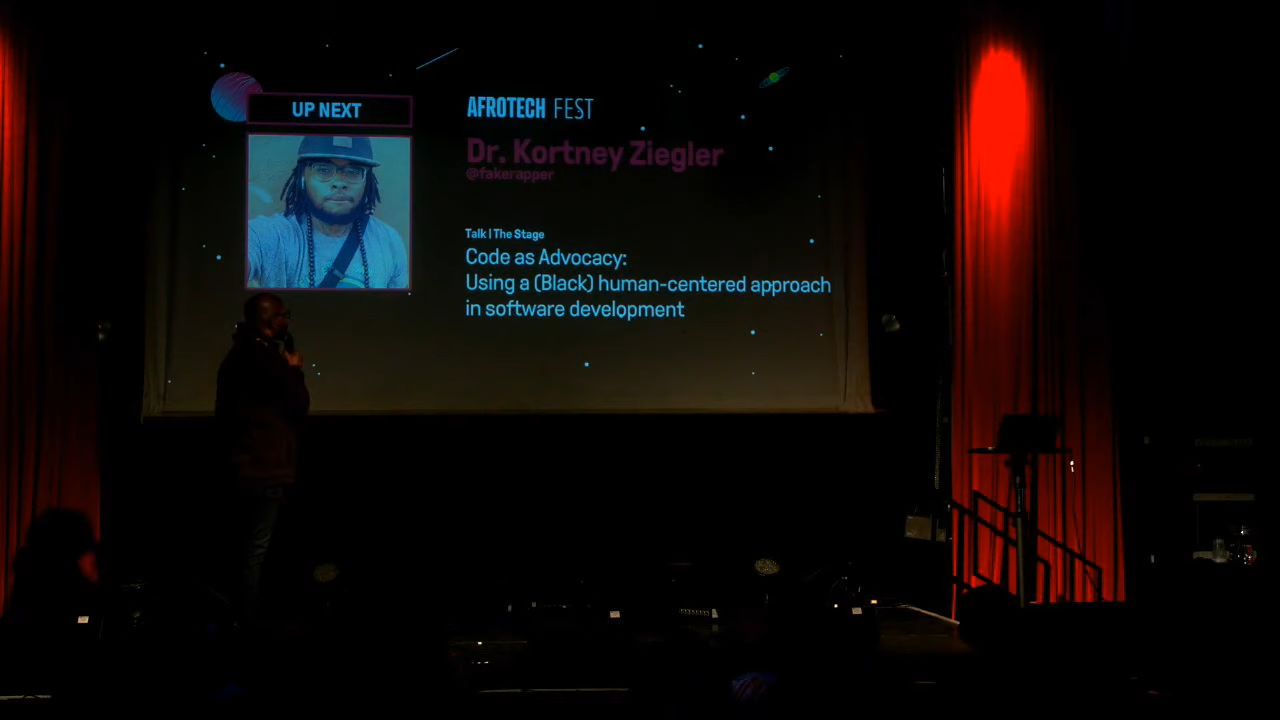 UP NEXT
AFROTECH FEST
Dr. Kortney Ziegler
@fakerapper
Talk | The Stage
Code as Advocacy:
Using a (Black) human-centered approach
in software development